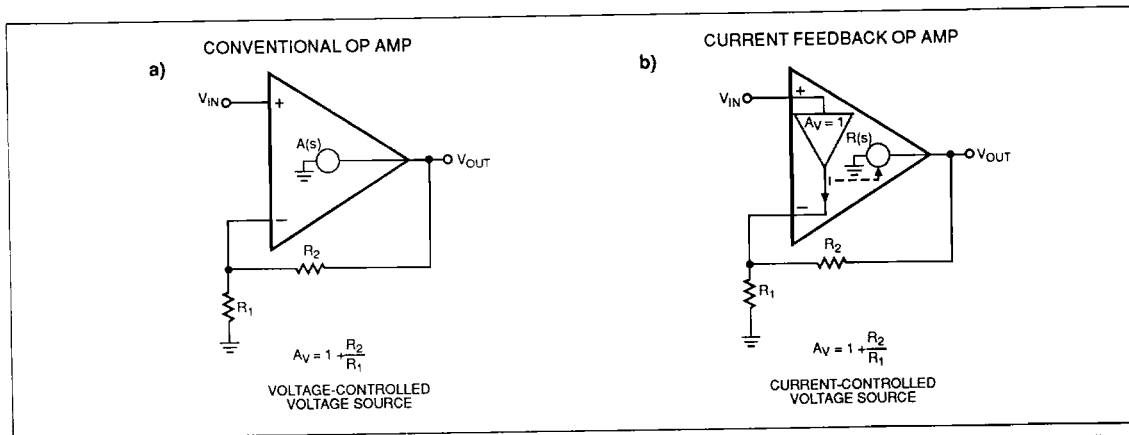 CONVENTIONAL OP AMP
a)
VIN
+
A(s)
−
VOUT
R2
R1
AV = 1 + R2/R1
VOLTAGE-CONTROLLED
VOLTAGE SOURCE
CURRENT FEEDBACK OP AMP
b)
VIN
+
AV = 1
R(s)
I
−
VOUT
R2
R1
AV = 1 + R2/R1
CURRENT-CONTROLLED
VOLTAGE SOURCE